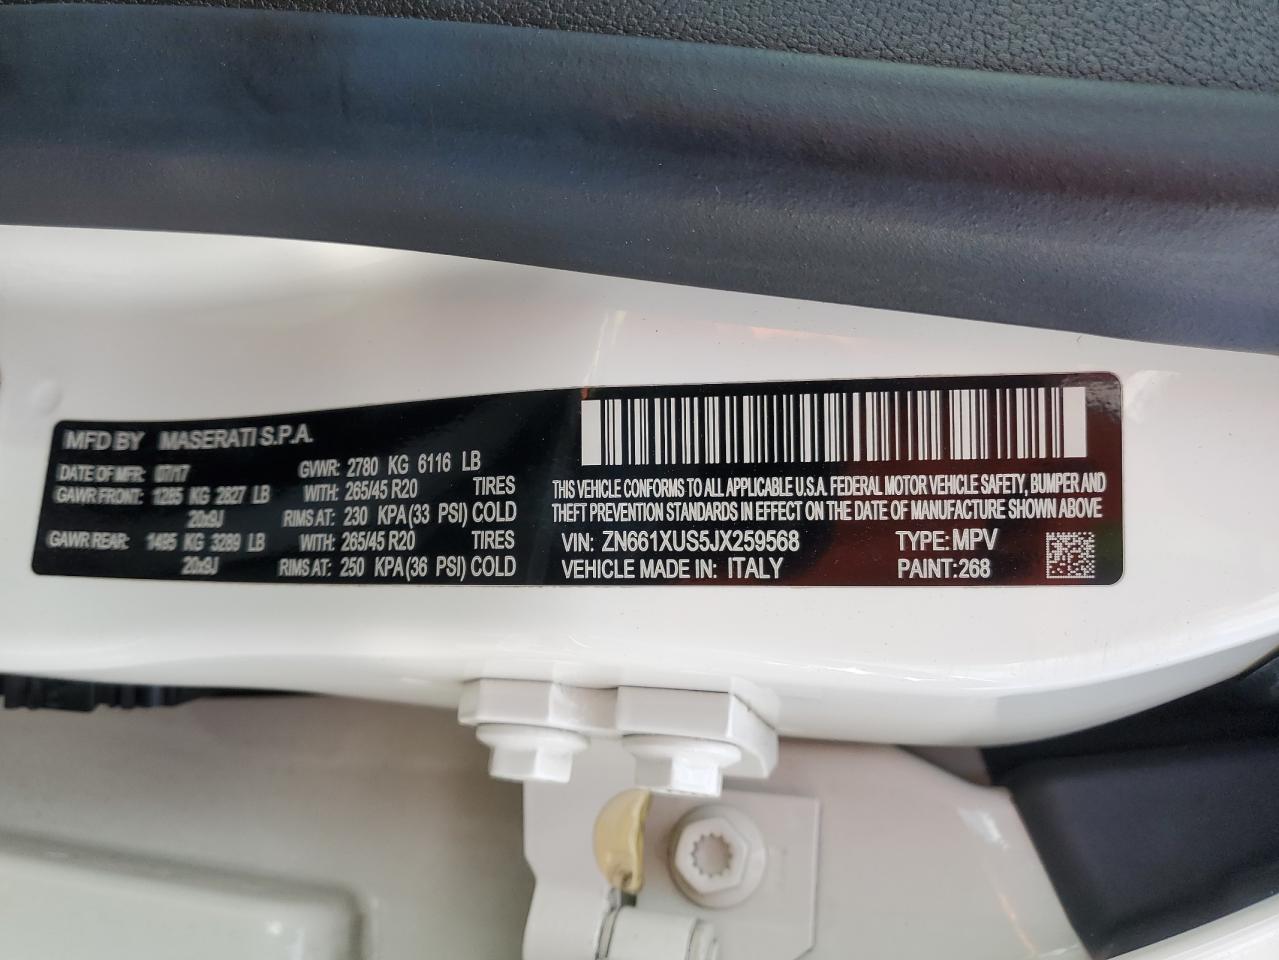 MFD BY MASERATI S.P.A.
DATE OF MFR: 07/17 GVWR: 2780 KG 6116 LB
GAWR FRONT: 1285 KG 2827 LB WITH: 265/45 R20 TIRES
20x9J RIMS AT: 230 KPA (33 PSI) COLD
GAWR REAR: 1495 KG 3289 LB WITH: 265/45 R20 TIRES
20x9J RIMS AT: 250 KPA (36 PSI) COLD
THIS VEHICLE CONFORMS TO ALL APPLICABLE U.S.A. FEDERAL MOTOR VEHICLE SAFETY, BUMPER AND
THEFT PREVENTION STANDARDS IN EFFECT ON THE DATE OF MANUFACTURE SHOWN ABOVE
VIN: ZN661XUS5JX259568 TYPE: MPV
VEHICLE MADE IN: ITALY PAINT: 268